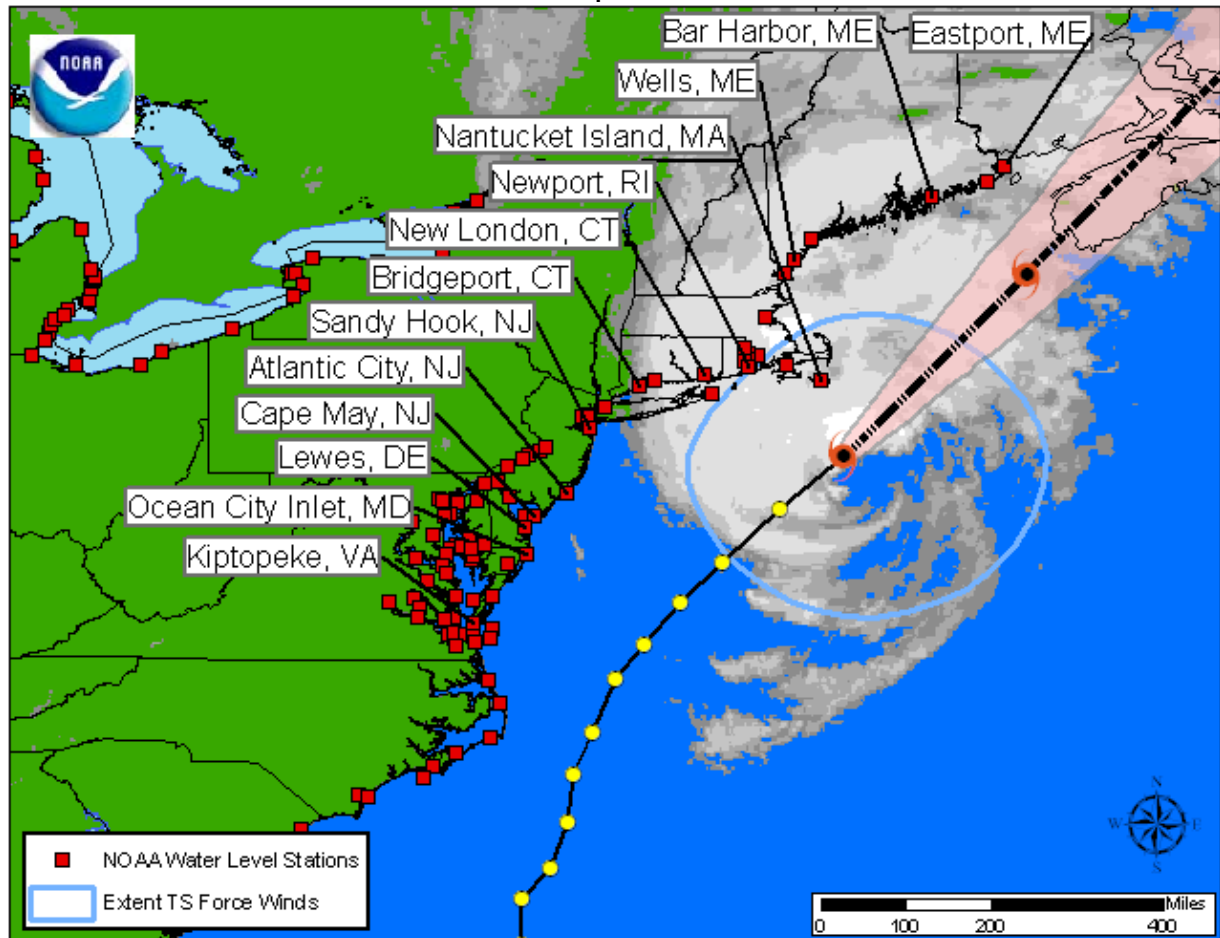 NOAA
Bar Harbor, ME
Eastport, ME
Wells, ME
Nantucket Island, MA
Newport, RI
New London, CT
Bridgeport, CT
Sandy Hook, NJ
Atlantic City, NJ
Cape May, NJ
Lewes, DE
Ocean City Inlet, MD
Kiptopeke, VA
N
W E
S
NOAA Water Level Stations
Extent TS Force Winds
Miles
0 100 200 400